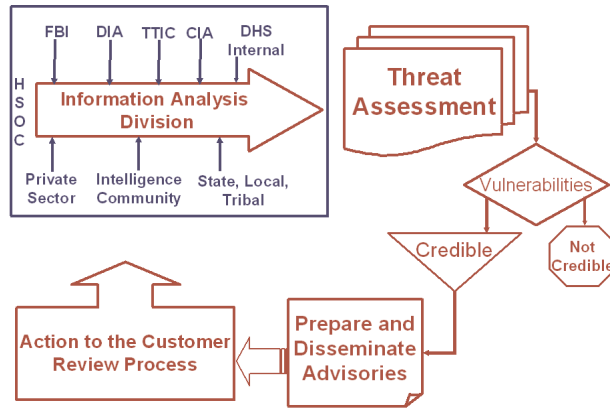 FBI DIA TTIC CIA DHS
Internal
H
S
O
C
Information Analysis
Division
Private
Sector
Intelligence
Community
State, Local,
Tribal
Threat
Assessment
Vulnerabilities
Credible
Not
Credible
Prepare and
Disseminate
Advisories
Action to the Customer
Review Process